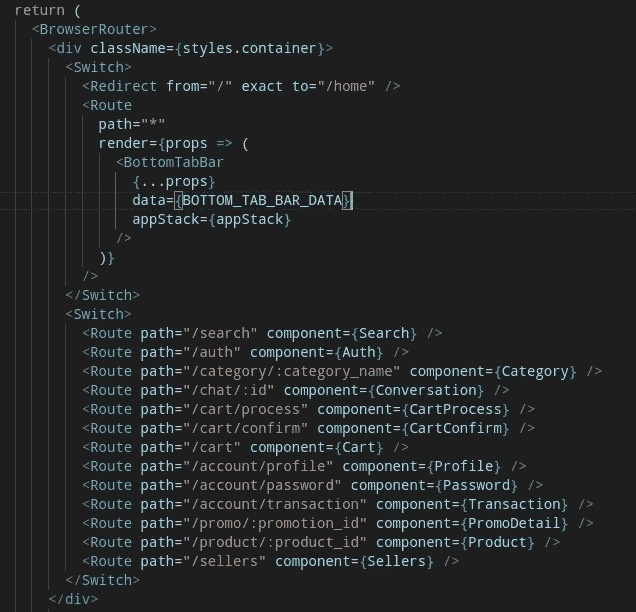 return (
<BrowserRouter>
<div className={styles.container}>
<Switch>
<Redirect from="/" exact to="/home" />
<Route
path="*"
render={props => (
<BottomTabBar
{...props}
data={BOTTOM_TAB_BAR_DATA}
appStack={appStack}
/>
)}
/>
</Switch>
<Switch>
<Route path="/search" component={Search} />
<Route path="/auth" component={Auth} />
<Route path="/category/:category_name" component={Category} />
<Route path="/chat/:id" component={Conversation} />
<Route path="/cart/process" component={CartProcess} />
<Route path="/cart/confirm" component={CartConfirm} />
<Route path="/cart" component={Cart} />
<Route path="/account/profile" component={Profile} />
<Route path="/account/password" component={Password} />
<Route path="/account/transaction" component={Transaction} />
<Route path="/promo/:promotion_id" component={PromoDetail} />
<Route path="/product/:product_id" component={Product} />
<Route path="/sellers" component={Sellers} />
</Switch>
</div>